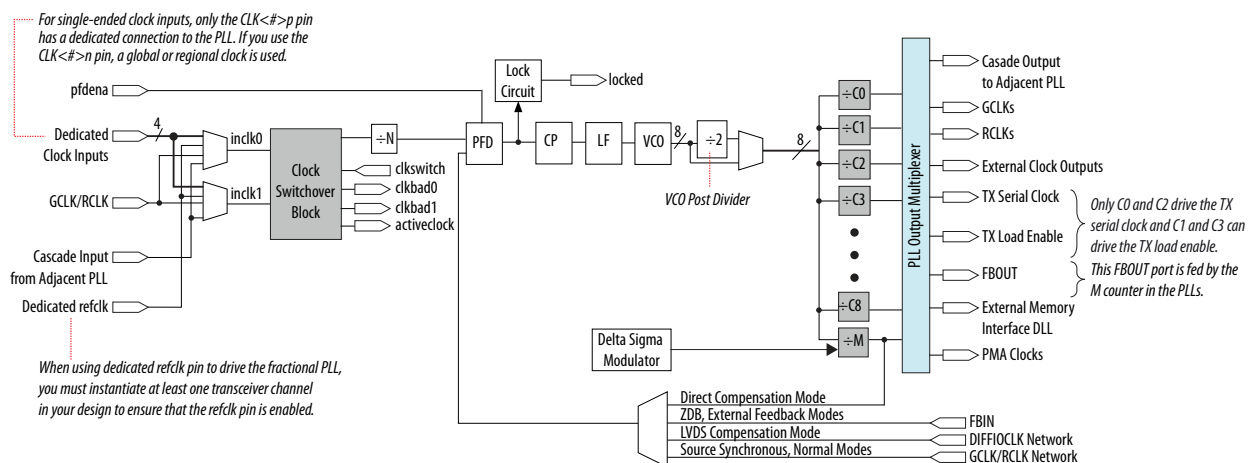 For single-ended clock inputs, only the CLK<#>p pin
has a dedicated connection to the PLL. If you use the
CLK<#>n pin, a global or regional clock is used.
pfdena
4
Dedicated
Clock Inputs
GCLK/RCLK
Cascade Input
from Adjacent PLL
Dedicated refclk
When using dedicated refclk pin to drive the fractional PLL,
you must instantiate at least one transceiver channel
in your design to ensure that the refclk pin is enabled.
inclk0
inclk1
Clock
Switchover
Block
÷N
clkswitch
clkbad0
clkbad1
activeclock
PFD
Lock
Circuit
locked
CP
LF
VCO
8
÷2
VCO Post Divider
8
÷C0
÷C1
÷C2
÷C3
÷C8
÷M
Delta Sigma
Modulator
Direct Compensation Mode
ZDB, External Feedback Modes
LVDS Compensation Mode
Source Synchronous, Normal Modes
FBIN
DIFFIOCLK Network
GCLK/RCLK Network
PLL Output Multiplexer
Casade Output
to Adjacent PLL
GCLKs
RCLKs
External Clock Outputs
TX Serial Clock
TX Load Enable
FBOUT
External Memory
Interface DLL
PMA Clocks
Only C0 and C2 drive the TX
serial clock and C1 and C3 can
drive the TX load enable.
This FBOUT port is fed by the
M counter in the PLLs.